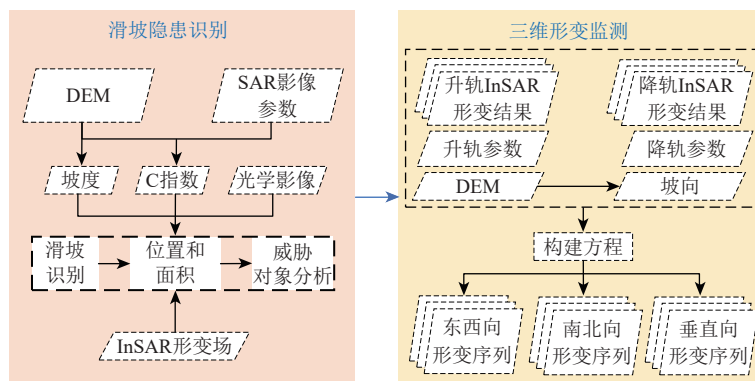 滑坡隐患识别
DEM
SAR影像
参数
坡度
C指数
光学影像
滑坡
识别
位置和
面积
威胁
对象分析
InSAR形变场
三维形变监测
升轨InSAR
形变结果
降轨InSAR
形变结果
升轨参数
降轨参数
DEM
坡向
构建方程
东西向
形变序列
南北向
形变序列
垂直向
形变序列